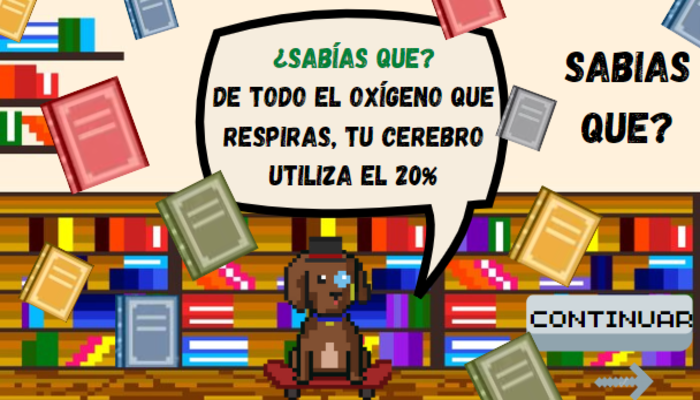 ¿SABÍAS QUE?
DE TODO EL OXÍGENO QUE
RESPIRAS, TU CEREBRO
UTILIZA EL 20%
SABIAS
QUE?
CONTINUAR